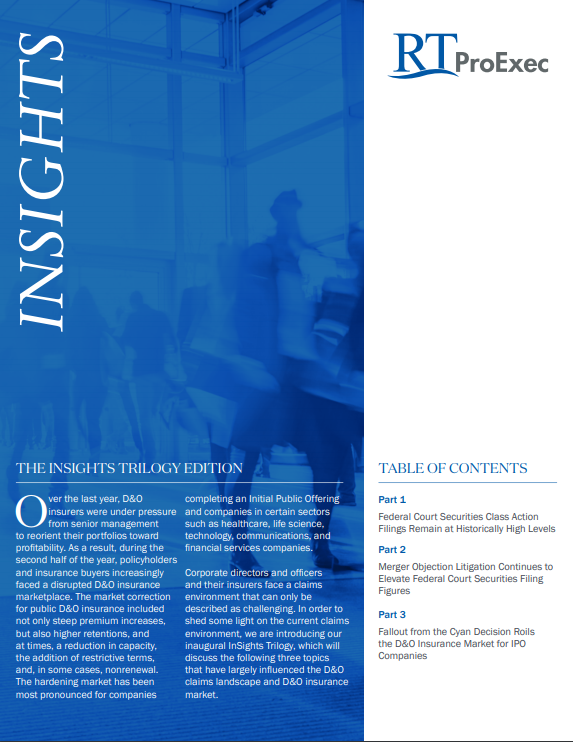 INSIGHTS
RT ProExec
THE INSIGHTS TRILOGY EDITION
Over the last year, D&O
insurers were under pressure
from senior management
to reorient their portfolios toward
profitability. As a result, during the
second half of the year, policyholders
and insurance buyers increasingly
faced a disrupted D&O insurance
marketplace. The market correction
for public D&O insurance included
not only steep premium increases,
but also higher retentions, and
at times, a reduction in capacity,
the addition of restrictive terms,
and, in some cases, nonrenewal.
The hardening market has been
most pronounced for companies
completing an Initial Public Offering
and companies in certain sectors
such as healthcare, life science,
technology, communications, and
financial services companies.
Corporate directors and officers
and their insurers face a claims
environment that can only be
described as challenging. In order to
shed some light on the current claims
environment, we are introducing our
inaugural InSights Trilogy, which will
discuss the following three topics
that have largely influenced the D&O
claims landscape and D&O insurance
market.
TABLE OF CONTENTS
Part 1
Federal Court Securities Class Action
Filings Remain at Historically High Levels
Part 2
Merger Objection Litigation Continues to
Elevate Federal Court Securities Filing
Figures
Part 3
Fallout from the Cyan Decision Roils
the D&O Insurance Market for IPO
Companies